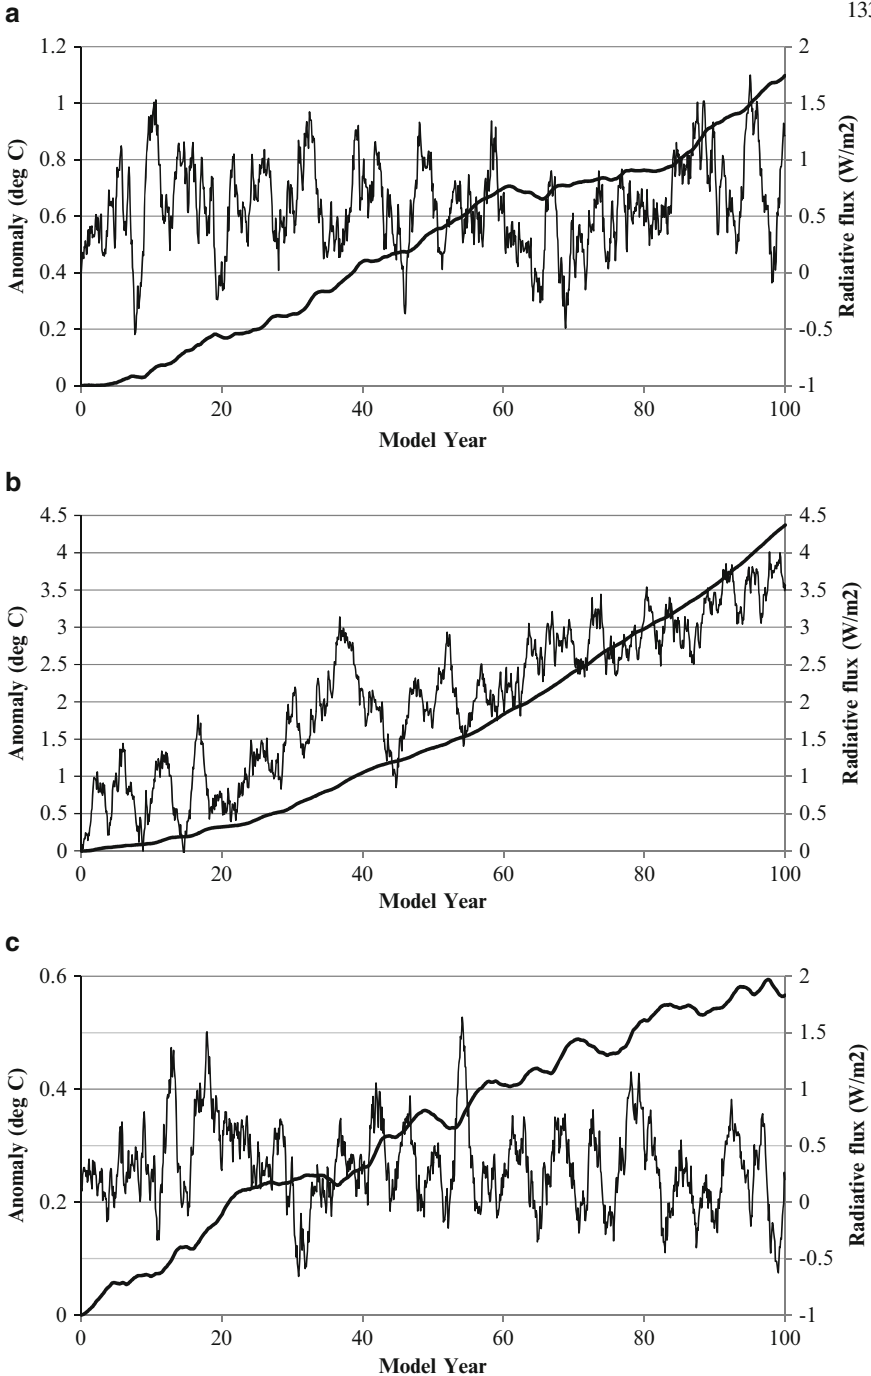 133
a
1.2 2
1 1.5
0.8 1
0.6 0.5
0.4 0
0.2 -0.5
0 -1
Anomaly (deg C)
Radiative flux (W/m2)
0 20 40 60 80 100
Model Year
b
4.5 4.5
4 4
3.5 3.5
3 3
2.5 2.5
2 2
1.5 1.5
1 1
0.5 0.5
0 0
Anomaly (deg C)
Radiative flux (W/m2)
0 20 40 60 80 100
Model Year
c
0.6 2
1.5
0.4 1
0.5
0.2 0
-0.5
0 -1
Anomaly (deg C)
Radiative flux (W/m2)
0 20 40 60 80 100
Model Year